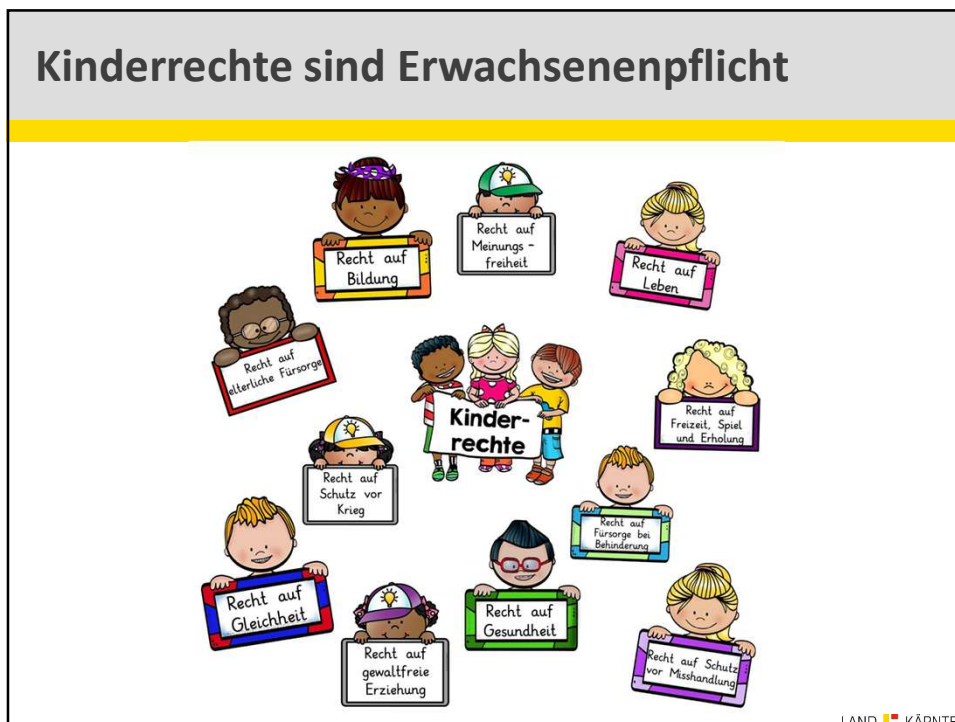 Kinderrechte sind Erwachsenenpflicht
Recht auf
Bildung
Recht auf
Meinungs -
freiheit
Recht auf
Leben
Recht auf
elterliche Fürsorge
Kinder-
rechte
Recht auf
Freizeit, Spiel
und Erholung
Recht auf
Schutz vor
Krieg
Recht auf
Fürsorge bei
Behinderung
Recht auf
Gleichheit
Recht auf
gewaltfreie
Erziehung
Recht auf
Gesundheit
Recht auf Schutz
vor Misshandlung
LAND KÄRNTE